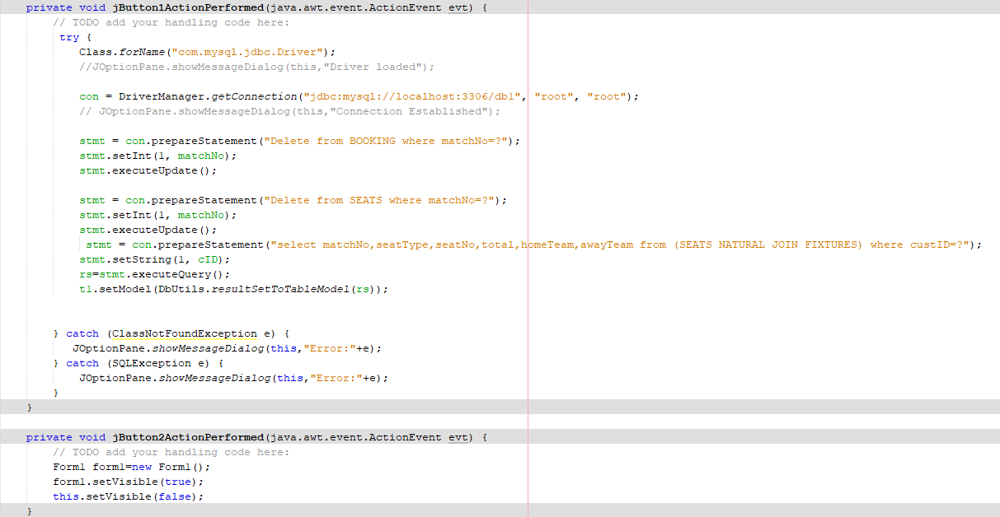 private void jButton1ActionPerformed(java.awt.event.ActionEvent evt) {
// TODO add your handling code here:
try {
Class.forName("com.mysql.jdbc.Driver");
//JOptionPane.showMessageDialog(this,"Driver loaded");
con = DriverManager.getConnection("jdbc:mysql://localhost:3306/db1", "root", "root");
// JOptionPane.showMessageDialog(this,"Connection Established");
stmt = con.prepareStatement("Delete from BOOKING where matchNo=?");
stmt.setInt(1, matchNo);
stmt.executeUpdate();
stmt = con.prepareStatement("Delete from SEATS where matchNo=?");
stmt.setInt(1, matchNo);
stmt.executeUpdate();
stmt = con.prepareStatement("select matchNo,seatType,seatNo,total,homeTeam,awayTeam from (SEATS NATURAL JOIN FIXTURES) where custID=?");
stmt.setString(1, cID);
rs=stmt.executeQuery();
t1.setModel(DbUtils.resultSetToTableModel(rs));
} catch (ClassNotFoundException e) {
JOptionPane.showMessageDialog(this,"Error:"+e);
} catch (SQLException e) {
JOptionPane.showMessageDialog(this,"Error:"+e);
}
}
private void jButton2ActionPerformed(java.awt.event.ActionEvent evt) {
// TODO add your handling code here:
Form1 form1=new Form1();
form1.setVisible(true);
this.setVisible(false);
}